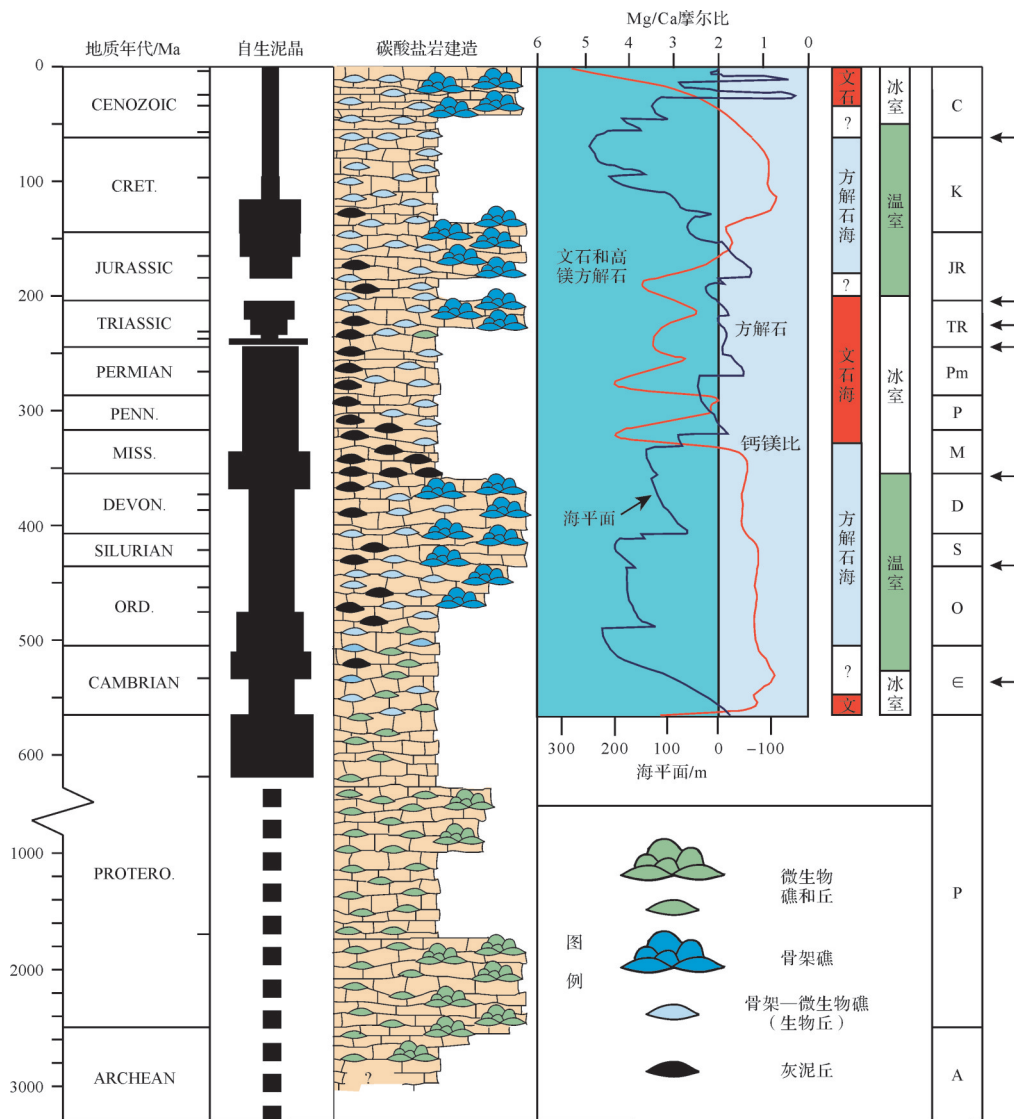 Mg/Ca摩尔比
地质年代/Ma
自生泥晶
碳酸盐岩建造
6 5 4 3 2 1 0
0
100
200
300
400
500
600
1000
2000
3000
CENOZOIC
CRET.
JURASSIC
TRIASSIC
PERMIAN
PENN.
MISS.
DEVON.
SILURIAN
ORD.
CAMBRIAN
PROTERO.
ARCHEAN
?
文石和高
镁方解石
方解石
钙镁比
海平面
300 200 100 0 −100
海平面/m
文石
?
方解石海
?
文石海
方解石海
?
文
冰室
温室
冰室
温室
冰室
C
K
JR
TR
Pm
P
M
D
S
O
∈
P
A
图例
微生物
礁和丘
骨架礁
骨架—微生物礁
（生物丘）
灰泥丘